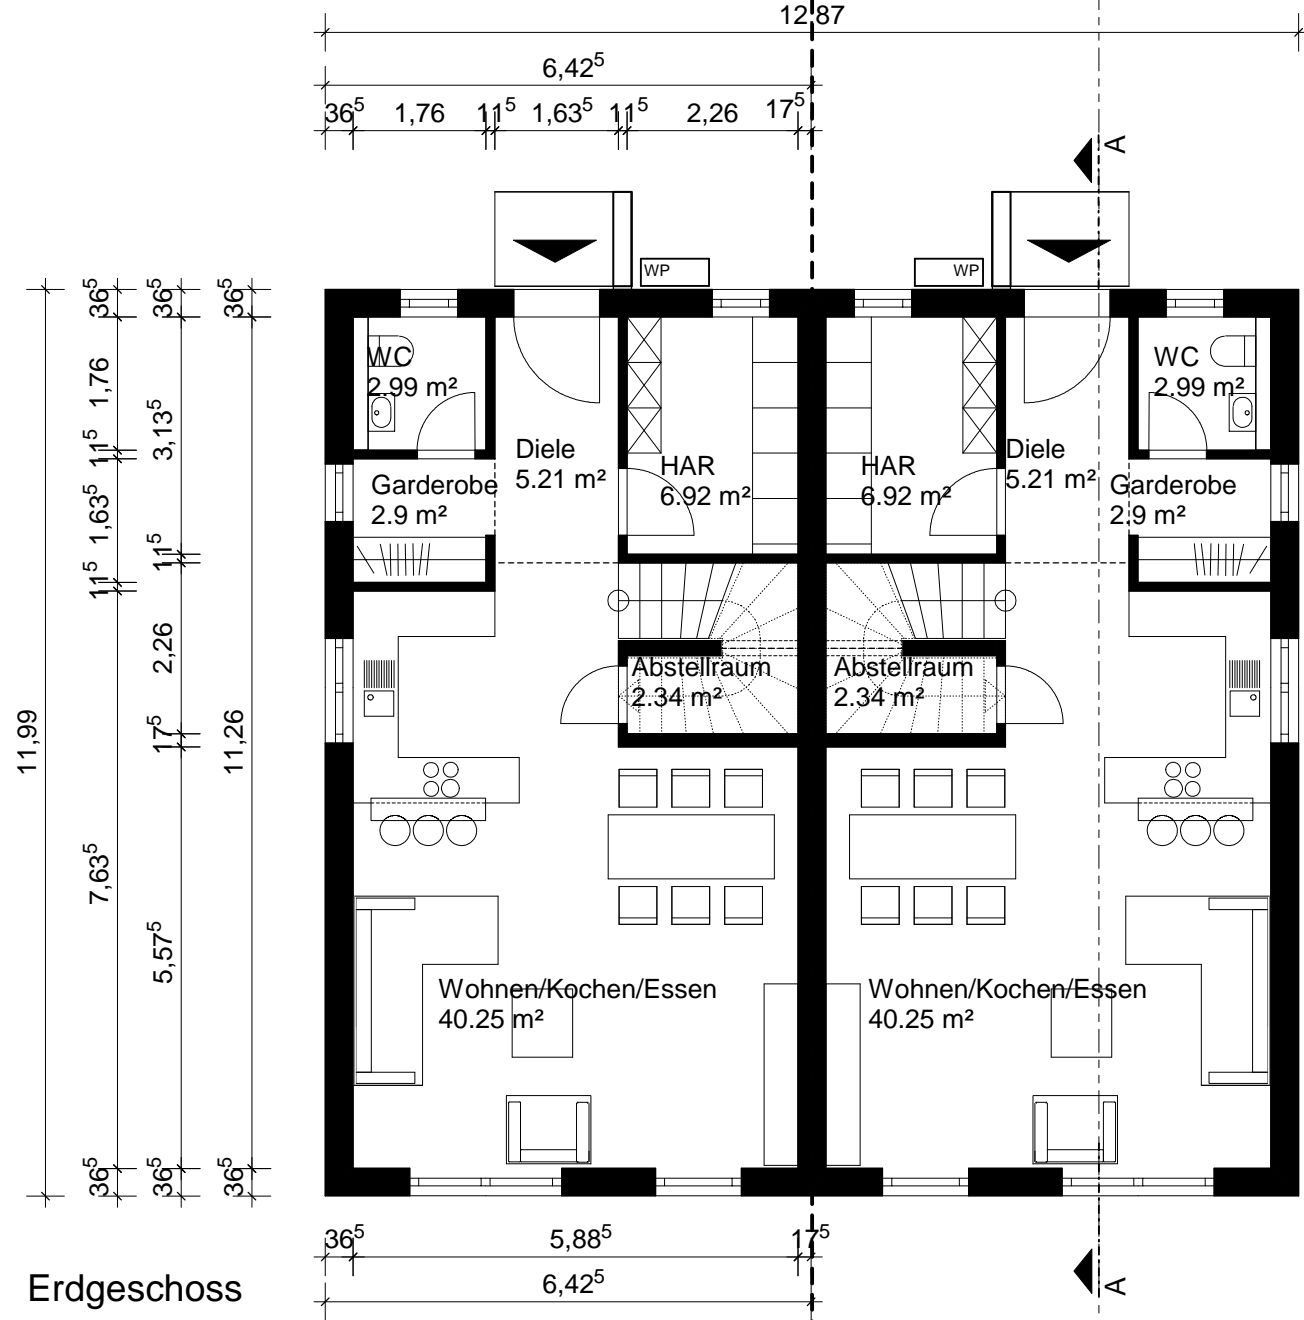 12,87
6,42⁵
36⁵ 1,76 11⁵ 1,63⁵ 11⁵ 2,26 17⁵
A
WP WP
36⁵ 36⁵ 36⁵
WC
2.99 m²
WC
2.99 m²
1,76
3,13⁵
11⁵
Diele
5.21 m²
Diele
5.21 m²
HAR
6.92 m²
HAR
6.92 m²
Garderobe
2.9 m²
Garderobe
2.9 m²
1,63⁵
11⁵
11⁵
2,26
Abstellraum
2.34 m²
Abstellraum
2.34 m²
11,99
17⁵
11,26
7,63⁵
5,57⁵
Wohnen/Kochen/Essen
40.25 m²
Wohnen/Kochen/Essen
40.25 m²
36⁵ 36⁵ 36⁵
36⁵ 5,88⁵ 17⁵
6,42⁵
A
Erdgeschoss